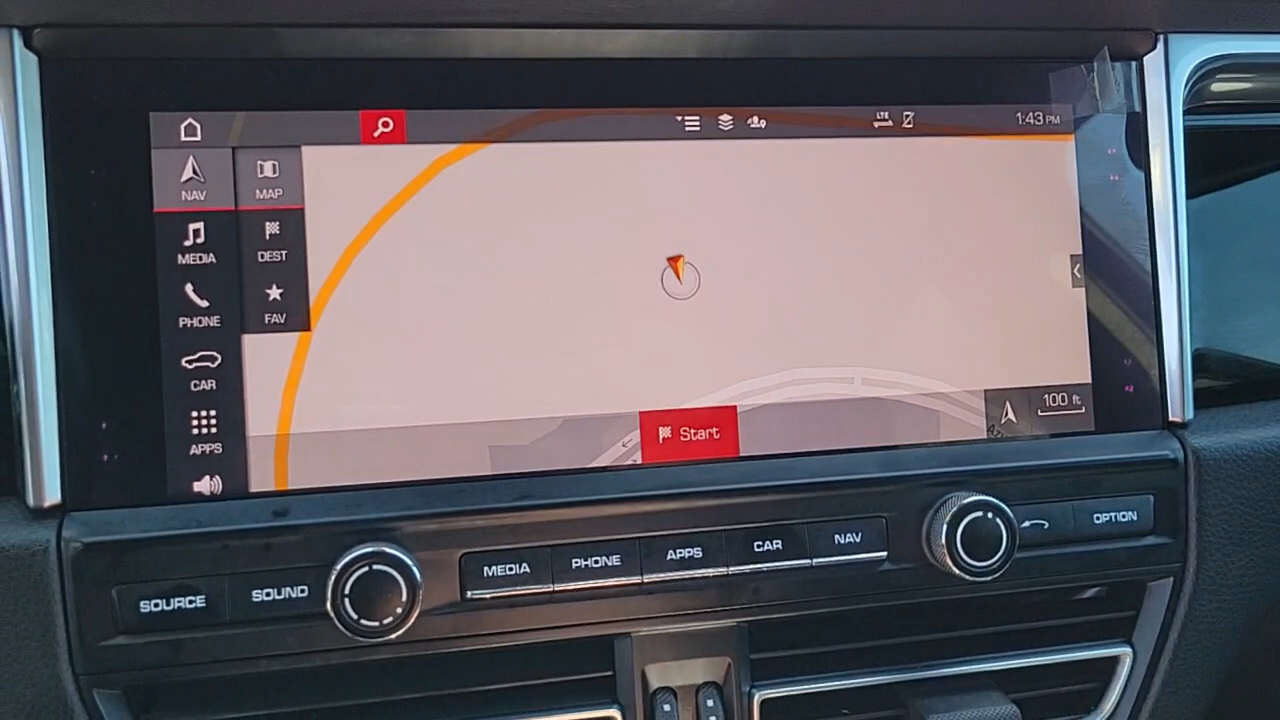 LTE
1:43 PM
NAV
MAP
MEDIA
DEST
PHONE
FAV
CAR
APPS
Start
100 ft
SOURCE
SOUND
MEDIA
PHONE
APPS
CAR
NAV
OPTION